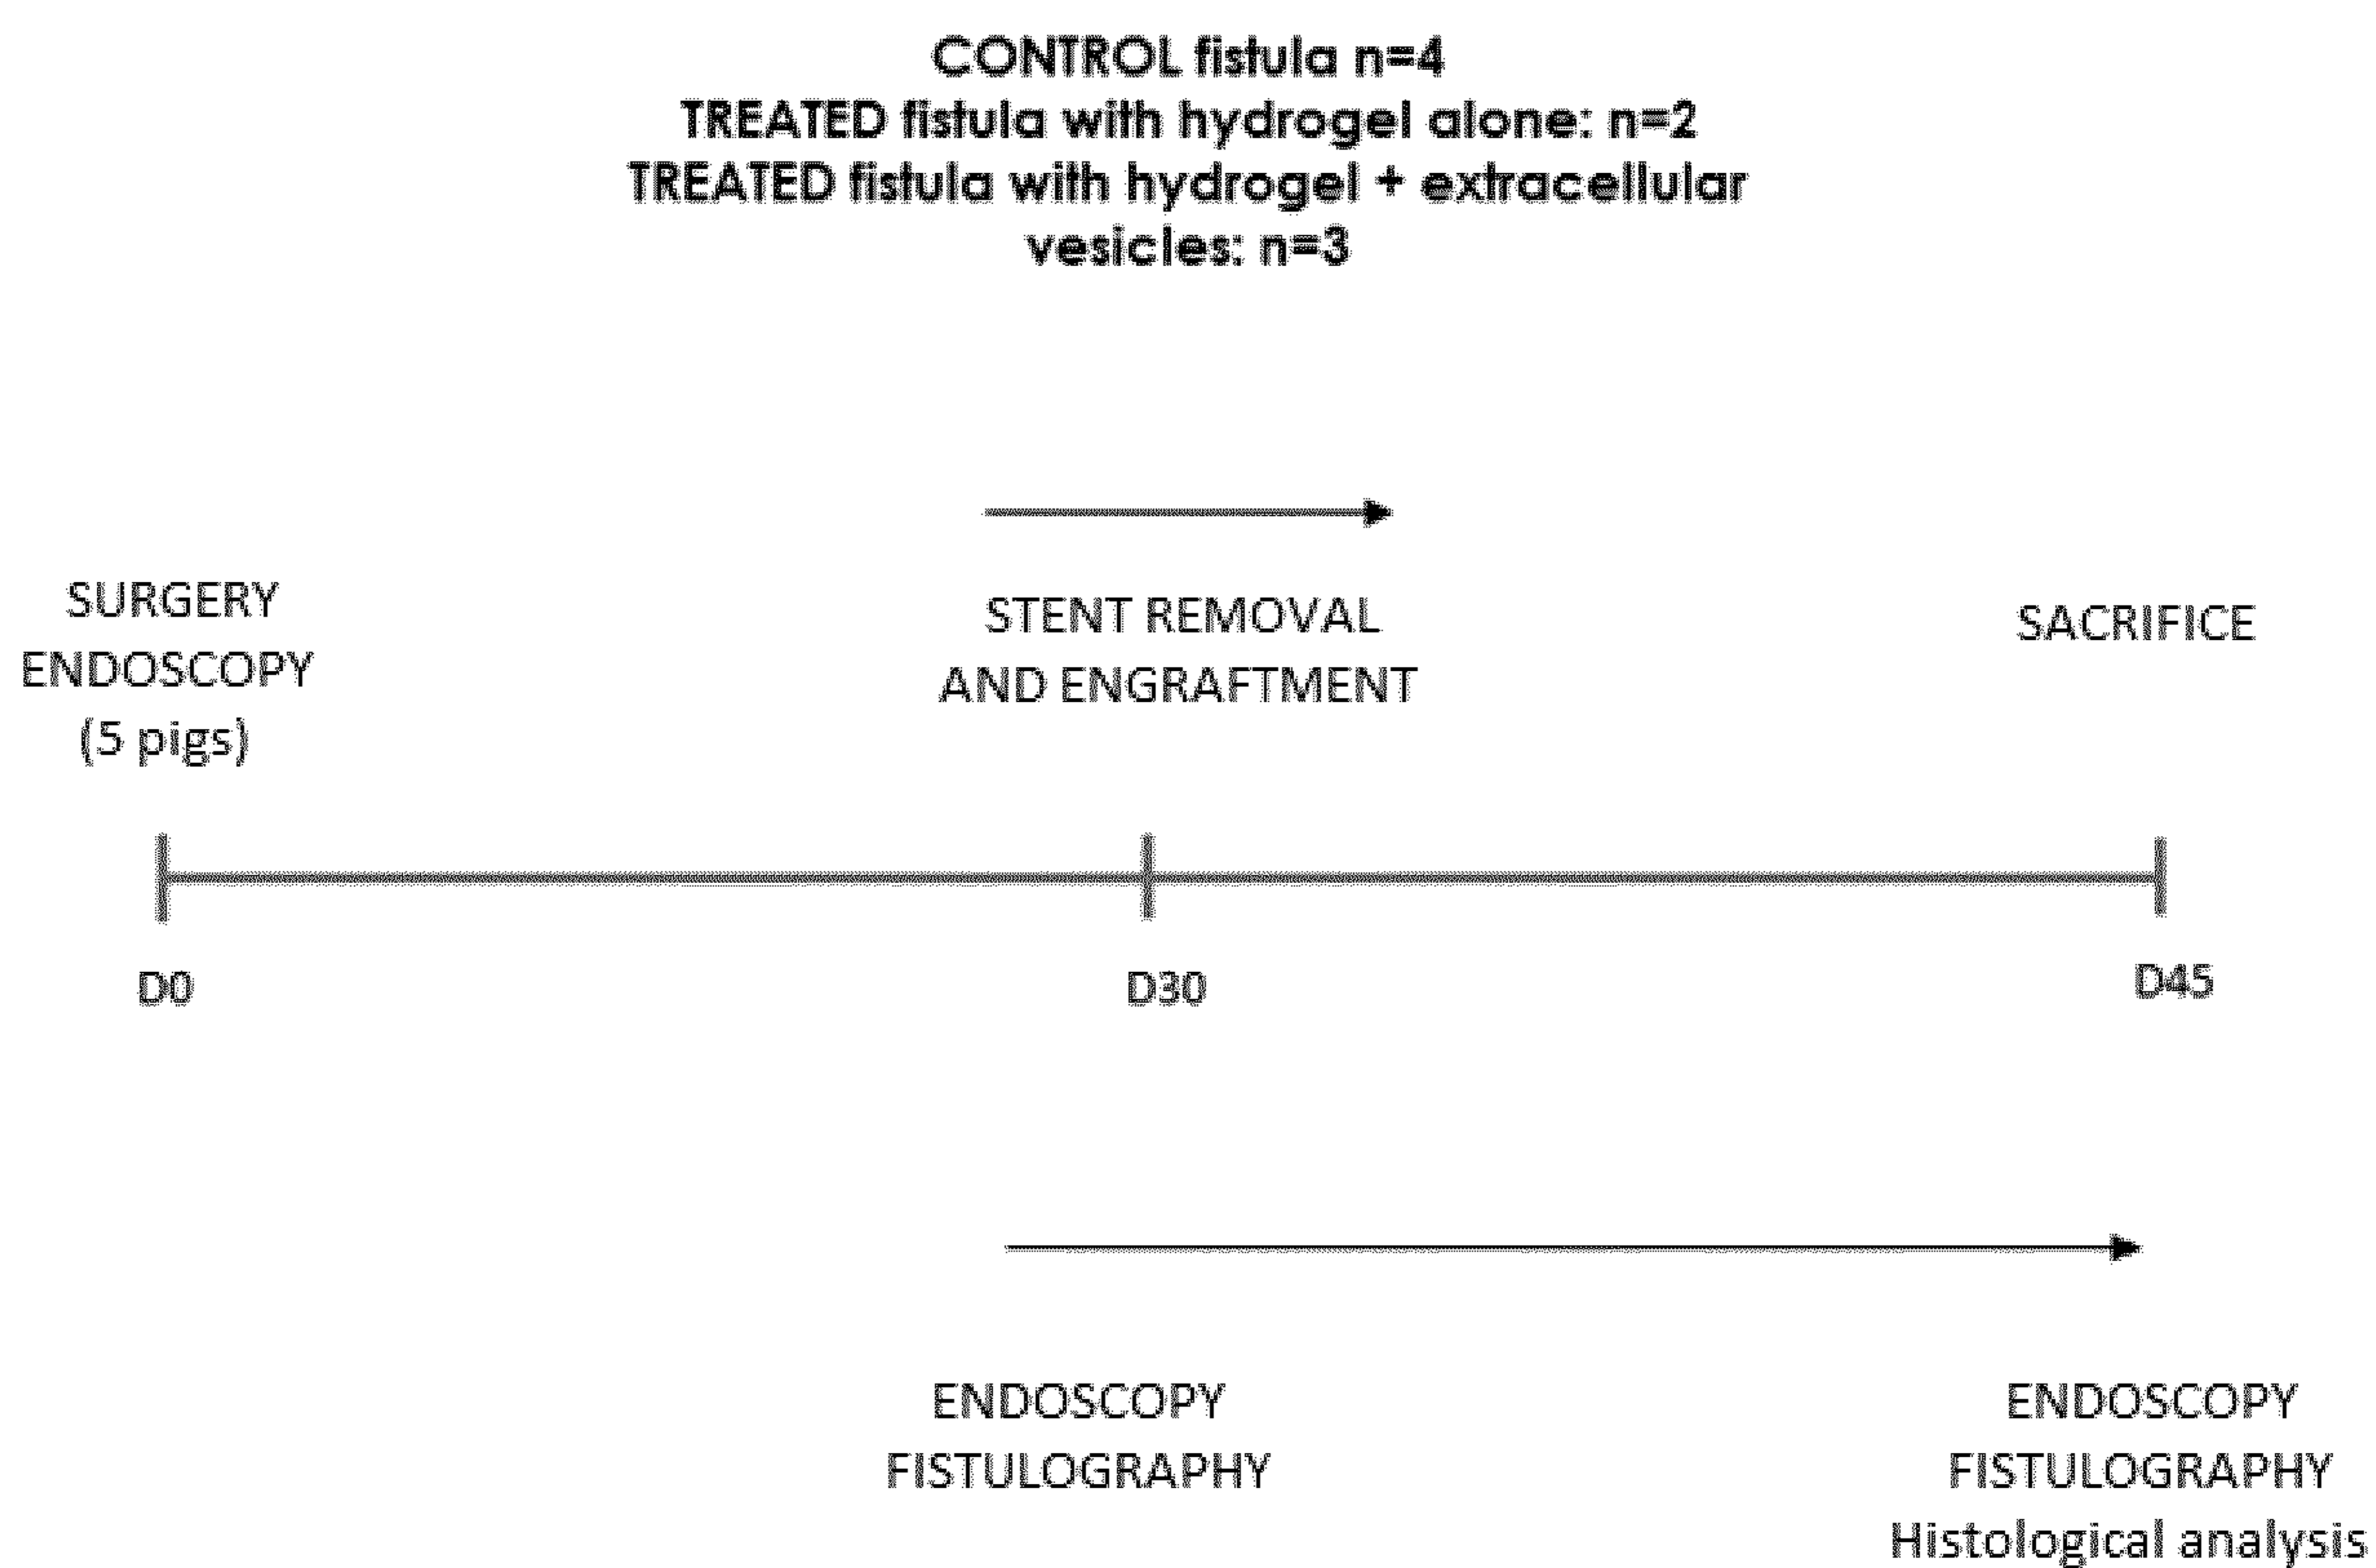 CONTROL fistula n=4
TREATED fistula with hydrogel alone: n=2
TREATED fistula with hydrogel + extracellular
vesicles: n=3
SURGERY
ENDOSCOPY
(5 pigs)
STENT REMOVAL
AND ENGRAFTMENT
SACRIFICE
D0
D30
D45
ENDOSCOPY
FISTULOGRAPHY
ENDOSCOPY
FISTULOGRAPHY
Histological analysis